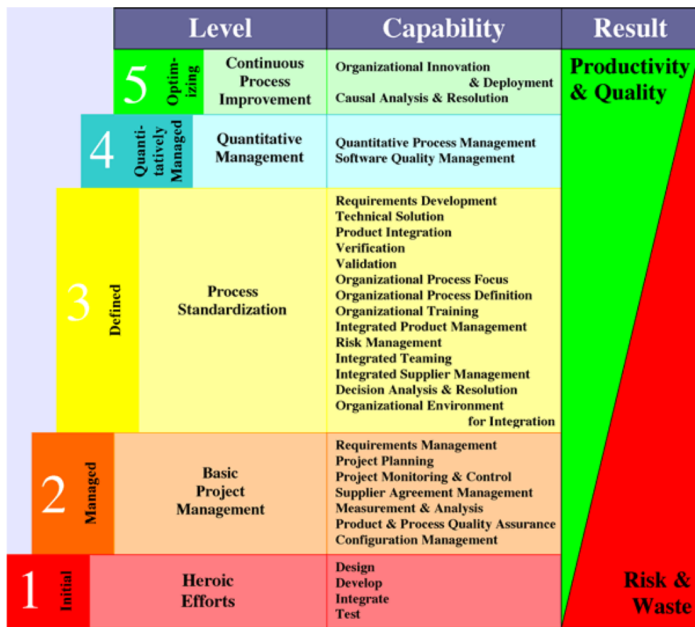 Level Capability Result
5 Optim-
izing
Continuous
Process
Improvement
Organizational Innovation
& Deployment
Causal Analysis & Resolution
Productivity
& Quality
4 Quanti-
tatively
Managed
Quantitative
Management
Quantitative Process Management
Software Quality Management
3 Defined
Process
Standardization
Requirements Development
Technical Solution
Product Integration
Verification
Validation
Organizational Process Focus
Organizational Process Definition
Organizational Training
Integrated Product Management
Risk Management
Integrated Teaming
Integrated Supplier Management
Decision Analysis & Resolution
Organizational Environment
for Integration
2 Managed
Basic
Project
Management
Requirements Management
Project Planning
Project Monitoring & Control
Supplier Agreement Management
Measurement & Analysis
Product & Process Quality Assurance
Configuration Management
1 Initial
Heroic
Efforts
Design
Develop
Integrate
Test
Risk &
Waste